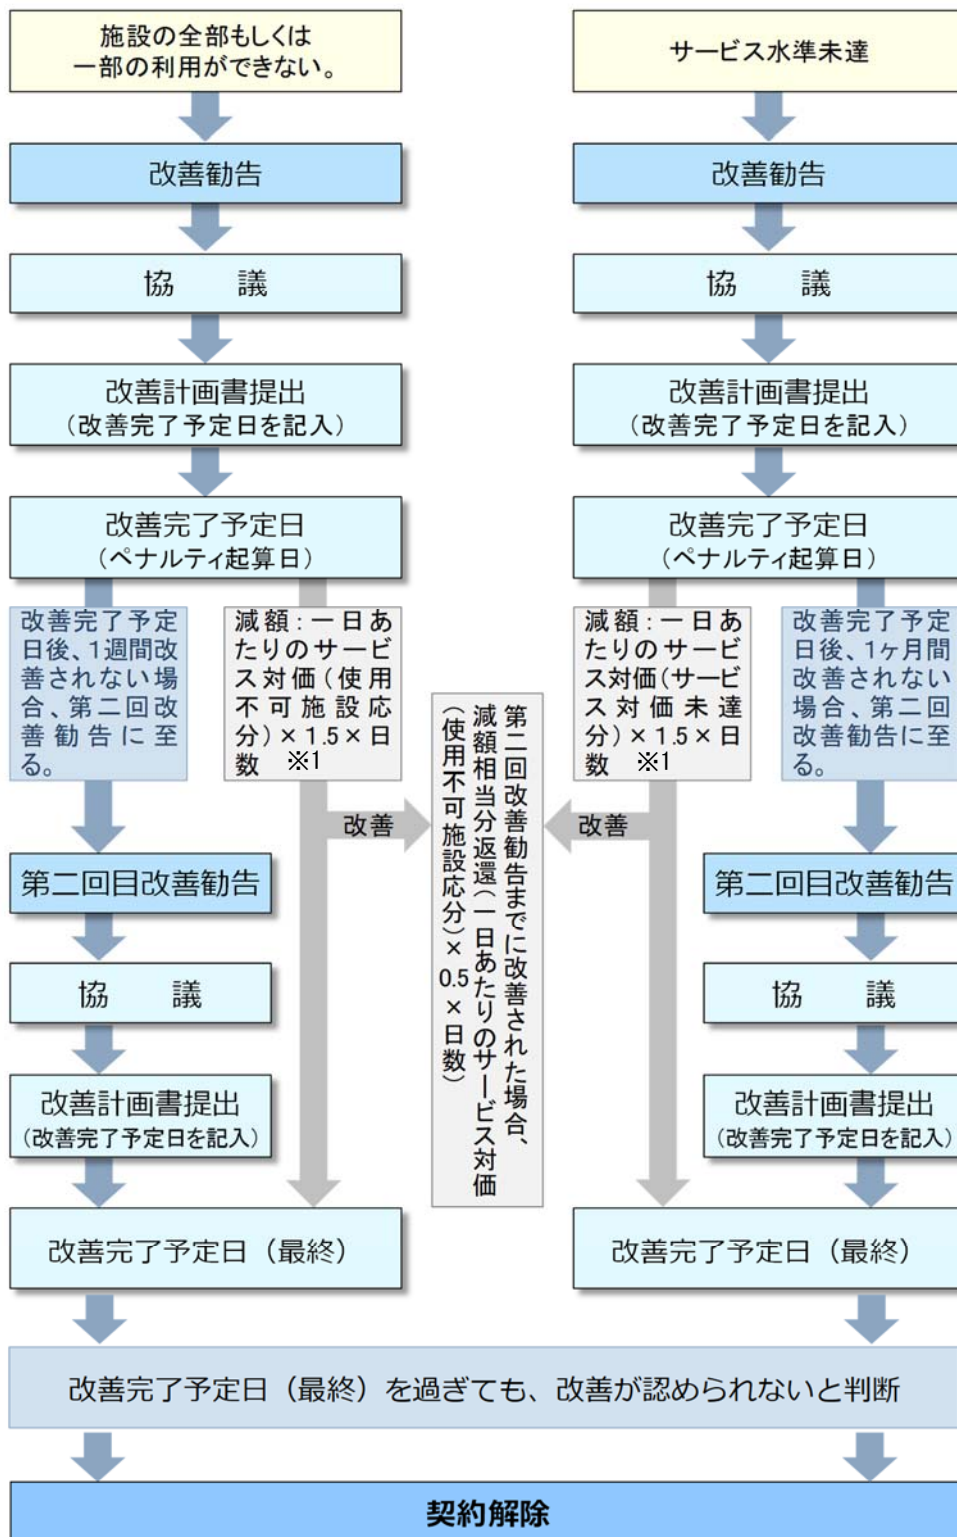 施設の全部もしくは
一部の利用ができない。
改善勧告
協　　議
改善計画書提出
（改善完了予定日を記入）
改善完了予定日
（ペナルティ起算日）
改善完了予定
日後、１週間改
善されない場
合、第二回改
善勧告に至
る。
減額：一日あ
たりのサービ
ス対価（使用
不可施設応
分）×1.5×日
数　※1
改善
第二回目改善勧告
協　　議
改善計画書提出
（改善完了予定日を記入）
改善完了予定日（最終）
第二回改善勧告までに改善された場合、
減額相当分返還（一日あたりのサービス対価
（使用不可施設応分）×0.5×日数）
サービス水準未達
改善勧告
協　　議
改善計画書提出
（改善完了予定日を記入）
改善完了予定日
（ペナルティ起算日）
減額：一日あ
たりのサービ
ス対価（サービ
ス対価未達
分）×1.5×日
数　※1
改善完了予定
日後、１ヶ月間
改善されない
場合、第二回
改善勧告に至
る。
改善
第二回目改善勧告
協　　議
改善計画書提出
（改善完了予定日を記入）
改善完了予定日（最終）
改善完了予定日（最終）を過ぎても、改善が認められないと判断
契約解除